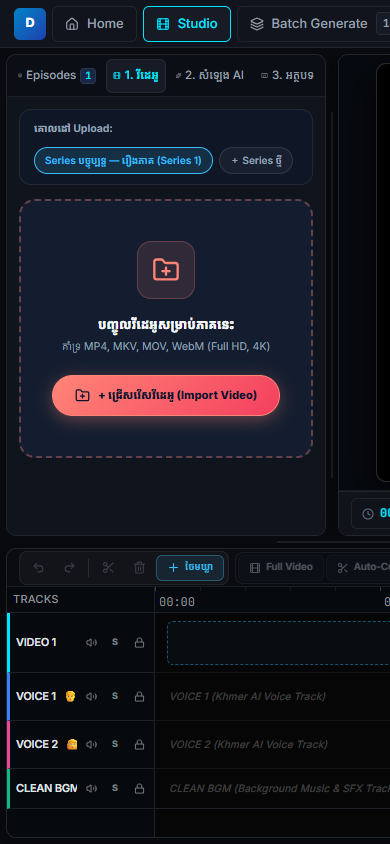 D Home Studio Batch Generate 1
Episodes 1 1. វីដេអូ 2. សំឡេង AI 3. អត្ថបទ
គោលដៅ Upload:
Series បច្ចុប្បន្ន — រឿងភាគ (Series 1) + Series ថ្មី
បញ្ចូលវីដេអូសម្រាប់ភាគនេះ
គាំទ្រ MP4, MKV, MOV, WebM (Full HD, 4K)
+ ជ្រើសរើសវីដេអូ (Import Video)
ចែមឃ្លា Full Video
TRACKS 00:00
VIDEO 1 S
VOICE 1 S VOICE 1 (Khmer AI Voice Track)
VOICE 2 S VOICE 2 (Khmer AI Voice Track)
CLEAN BGM S CLEAN BGM (Background Music & SFX Track